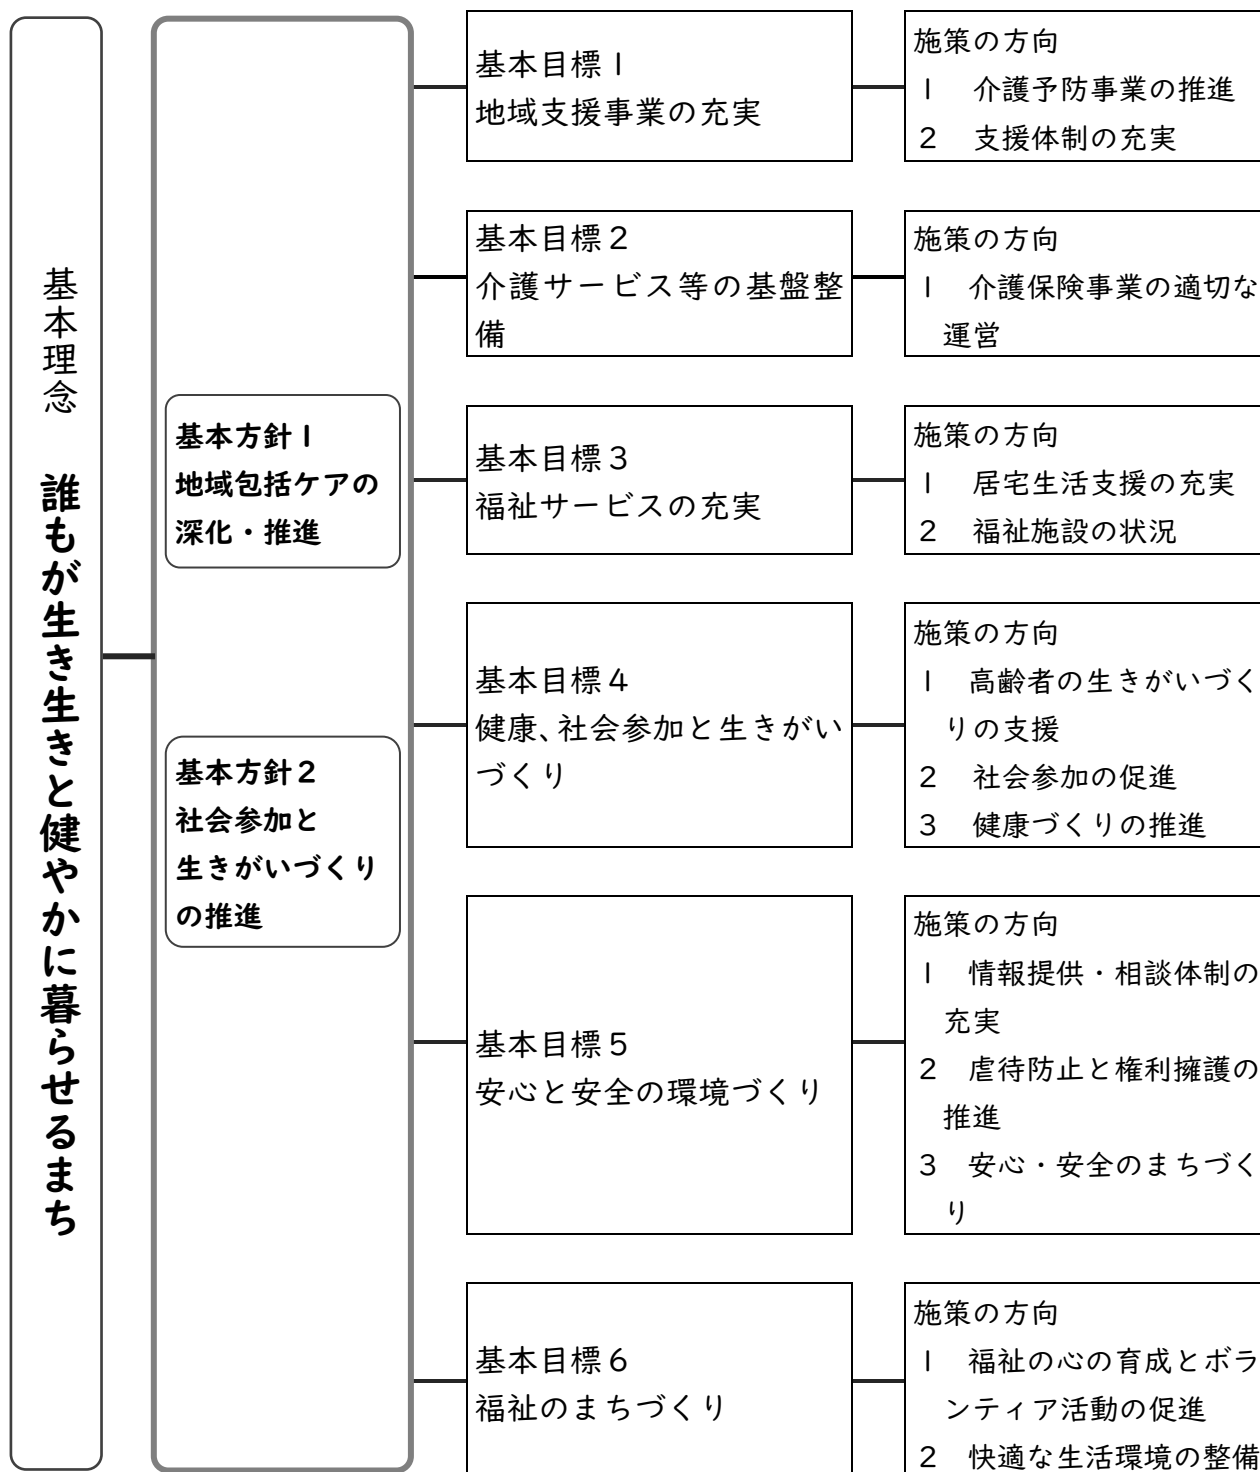 基本理念　誰もが生き生きと健やかに暮らせるまち
基本方針１
地域包括ケアの
深化・推進
基本方針２
社会参加と
生きがいづくり
の推進
基本目標１
地域支援事業の充実
施策の方向
１　介護予防事業の推進
２　支援体制の充実
基本目標２
介護サービス等の基盤整
備
施策の方向
１　介護保険事業の適切な
運営
基本目標３
福祉サービスの充実
施策の方向
１　居宅生活支援の充実
２　福祉施設の状況
基本目標４
健康、社会参加と生きがい
づくり
施策の方向
１　高齢者の生きがいづく
りの支援
２　社会参加の促進
３　健康づくりの推進
基本目標５
安心と安全の環境づくり
施策の方向
１　情報提供・相談体制の
充実
２　虐待防止と権利擁護の
推進
３　安心・安全のまちづく
り
基本目標６
福祉のまちづくり
施策の方向
１　福祉の心の育成とボラ
ンティア活動の促進
２　快適な生活環境の整備